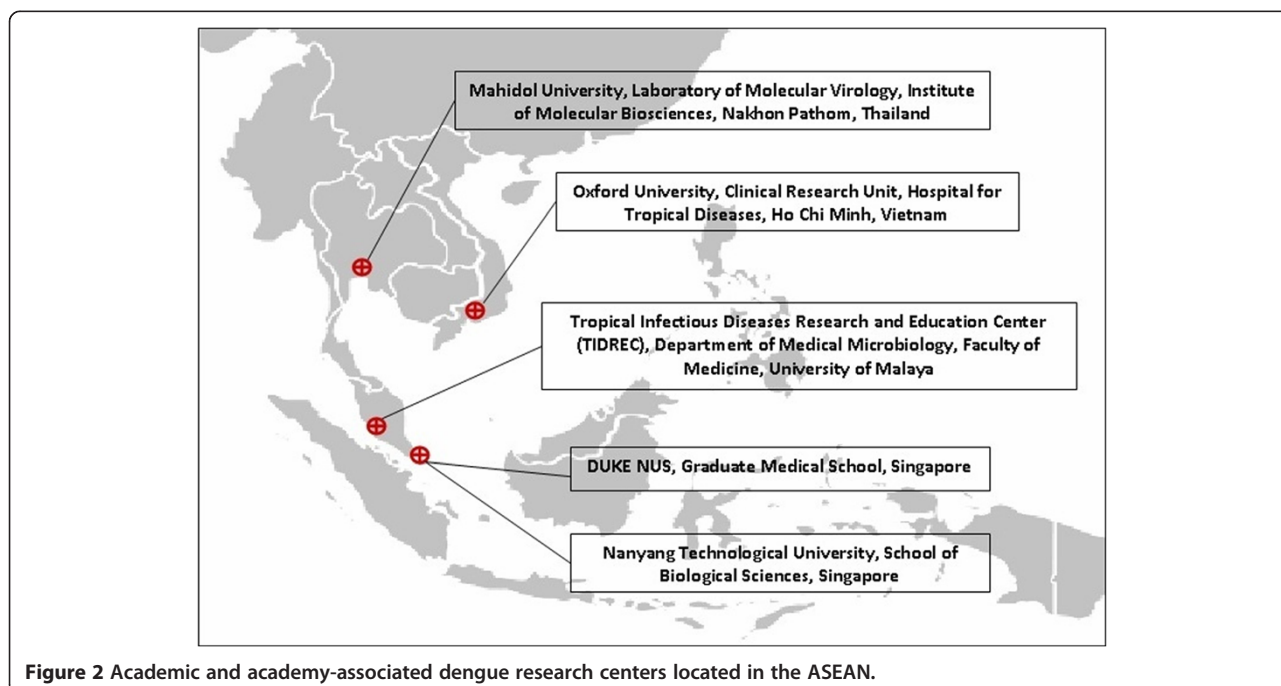 Mahidol University, Laboratory of Molecular Virology, Institute
of Molecular Biosciences, Nakhon Pathom, Thailand
Oxford University, Clinical Research Unit, Hospital for
Tropical Diseases, Ho Chi Minh, Vietnam
Tropical Infectious Diseases Research and Education Center
(TIDREC), Department of Medical Microbiology, Faculty of
Medicine, University of Malaya
DUKE NUS, Graduate Medical School, Singapore
Nanyang Technological University, School of
Biological Sciences, Singapore
Figure 2 Academic and academy-associated dengue research centers located in the ASEAN.